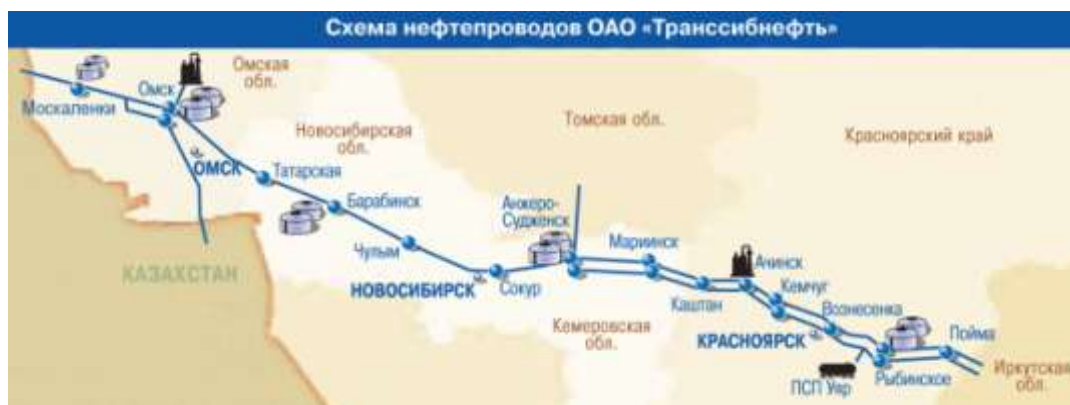 Схема нефтепроводов ОАО «Транссибнефть»
Омская
обл.
Омск
Москаленки
Новосибирская
обл.
Томская обл.
Красноярский край
ОМСК
Татарская
Барабинск
Анжеро-
Судженск
Мариинск
Чулым
Ачинск
КАЗАХСТАН
НОВОСИБИРСК
Сокур
Кемчуг
Каштан
Вознесенка
Кемеровская
обл.
КРАСНОЯРСК
Пойма
ПСП Уяр
Рыбинское
Иркутская
обл.